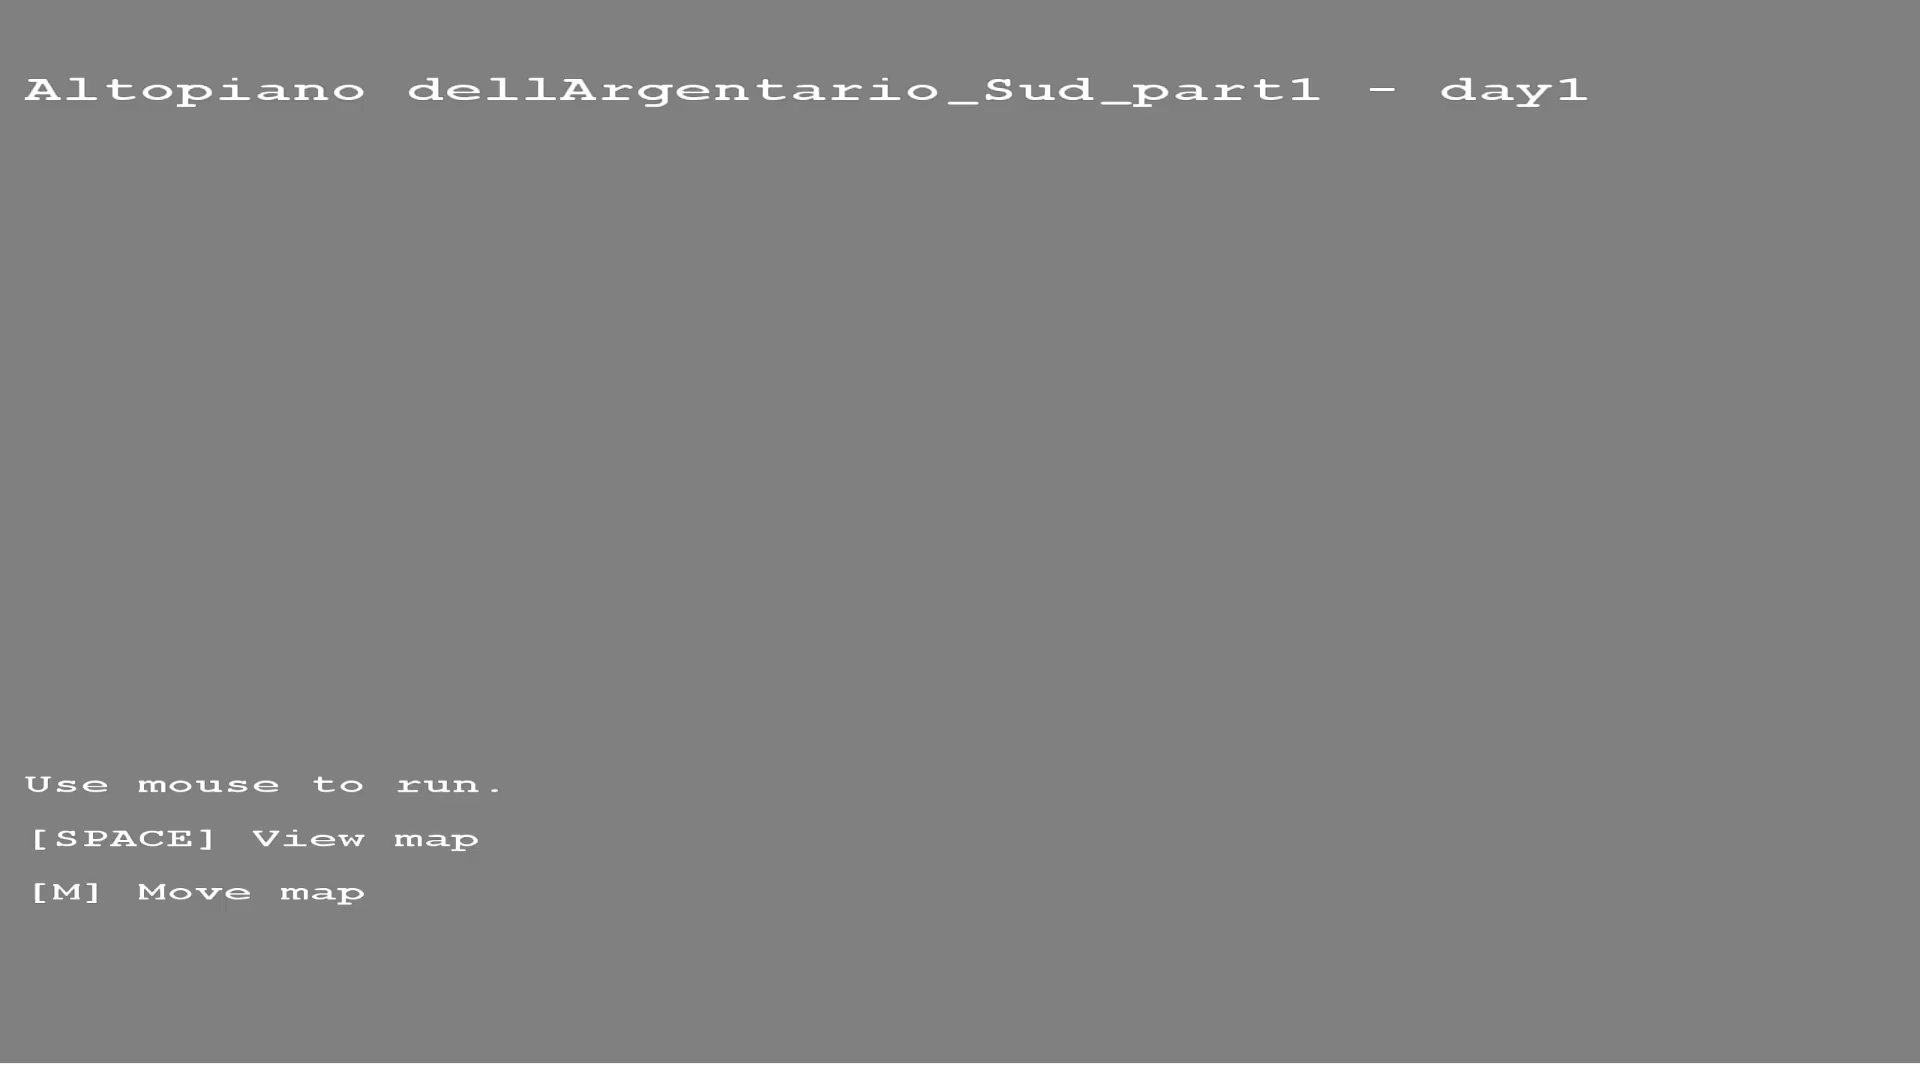 Altopiano dellArgentario_Sud_part1 - day1
Use mouse to run.
[SPACE] View map
[M] Move map